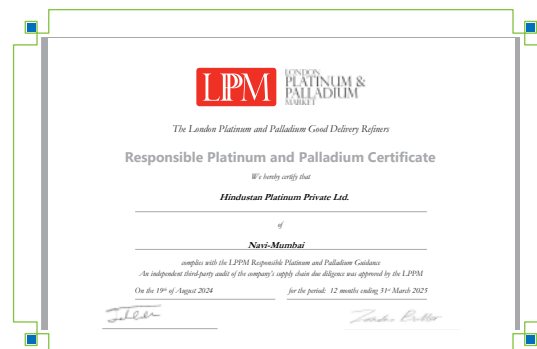 LPPM
LONDON
PLATINUM &
PALLADIUM
MARKET
The London Platinum and Palladium Good Delivery Refiners
Responsible Platinum and Palladium Certificate
We hereby certify that
Hindustan Platinum Private Ltd.
of
Navi-Mumbai
complies with the LPPM Responsible Platinum and Palladium Guidance
An independent third-party audit of the company's supply chain due diligence was approved by the LPPM
On the 19th of August 2024 for the period: 12 months ending 31st March 2025